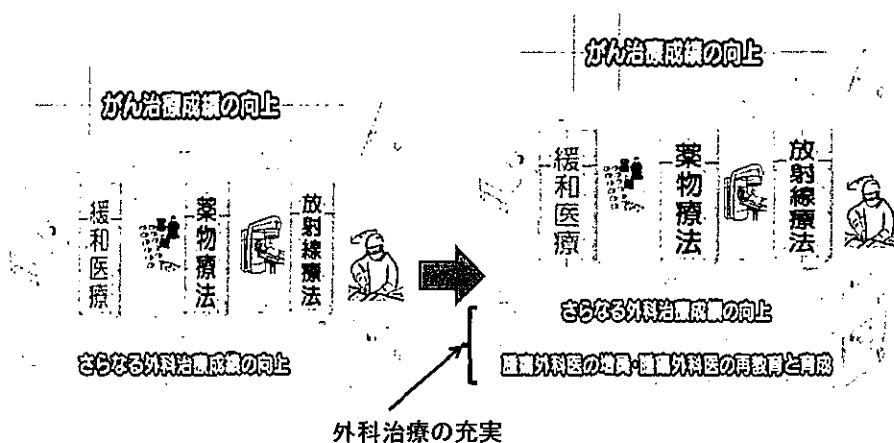 がん治療成績の向上
緩和医療
薬物療法
放射線療法
さらなる外科治療成績の向上
がん治療成績の向上
緩和医療
薬物療法
放射線療法
さらなる外科治療成績の向上
腫瘍外科医の増員・腫瘍外科医の再教育と育成
外科治療の充実